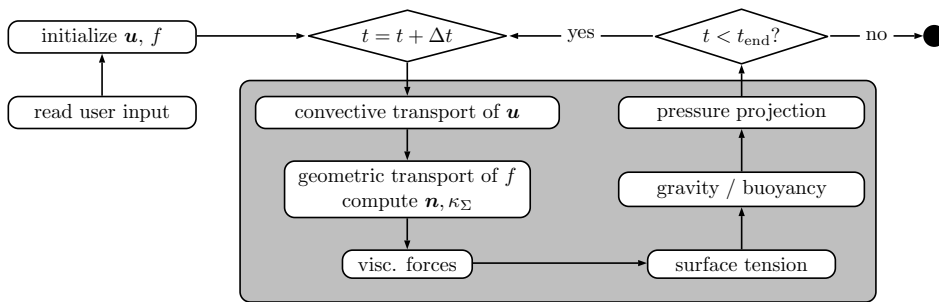 initialize u, f
t = t + Δt
yes
t < t_end?
no
read user input
convective transport of u
pressure projection
geometric transport of f
compute n, κ_Σ
gravity / buoyancy
visc. forces
surface tension